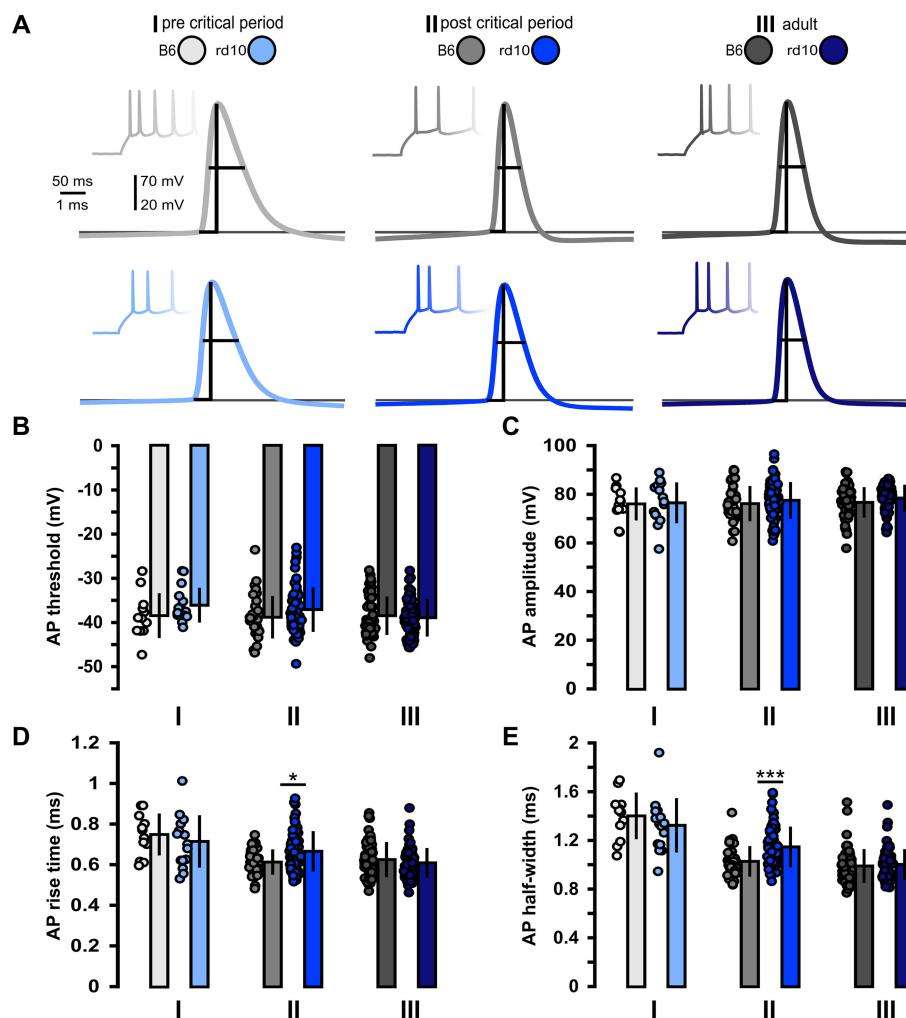 A
I pre critical period
B6 rd10
II post critical period
B6 rd10
III adult
B6 rd10
50 ms
1 ms
70 mV
20 mV
B
AP threshold (mV)
0
-10
-20
-30
-40
-50
I II III
C
AP amplitude (mV)
100
80
60
40
20
0
I II III
D
AP rise time (ms)
1.2
1
0.8
0.6
0.4
0.2
0
*
I II III
E
AP half-width (ms)
2
1.6
1.2
0.8
0.4
0
***
I II III